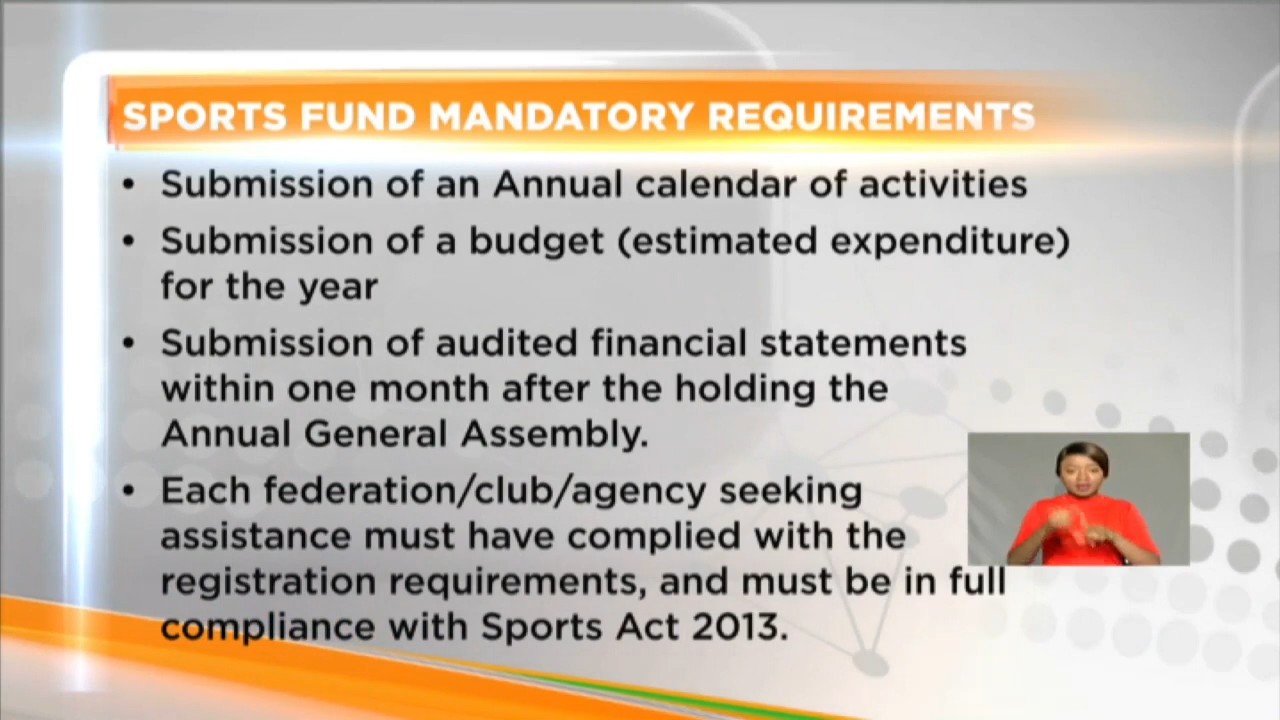 SPORTS FUND MANDATORY REQUIREMENTS
• Submission of an Annual calendar of activities
• Submission of a budget (estimated expenditure)
for the year
• Submission of audited financial statements
within one month after the holding the
Annual General Assembly.
• Each federation/club/agency seeking
assistance must have complied with the
registration requirements, and must be in full
compliance with Sports Act 2013.